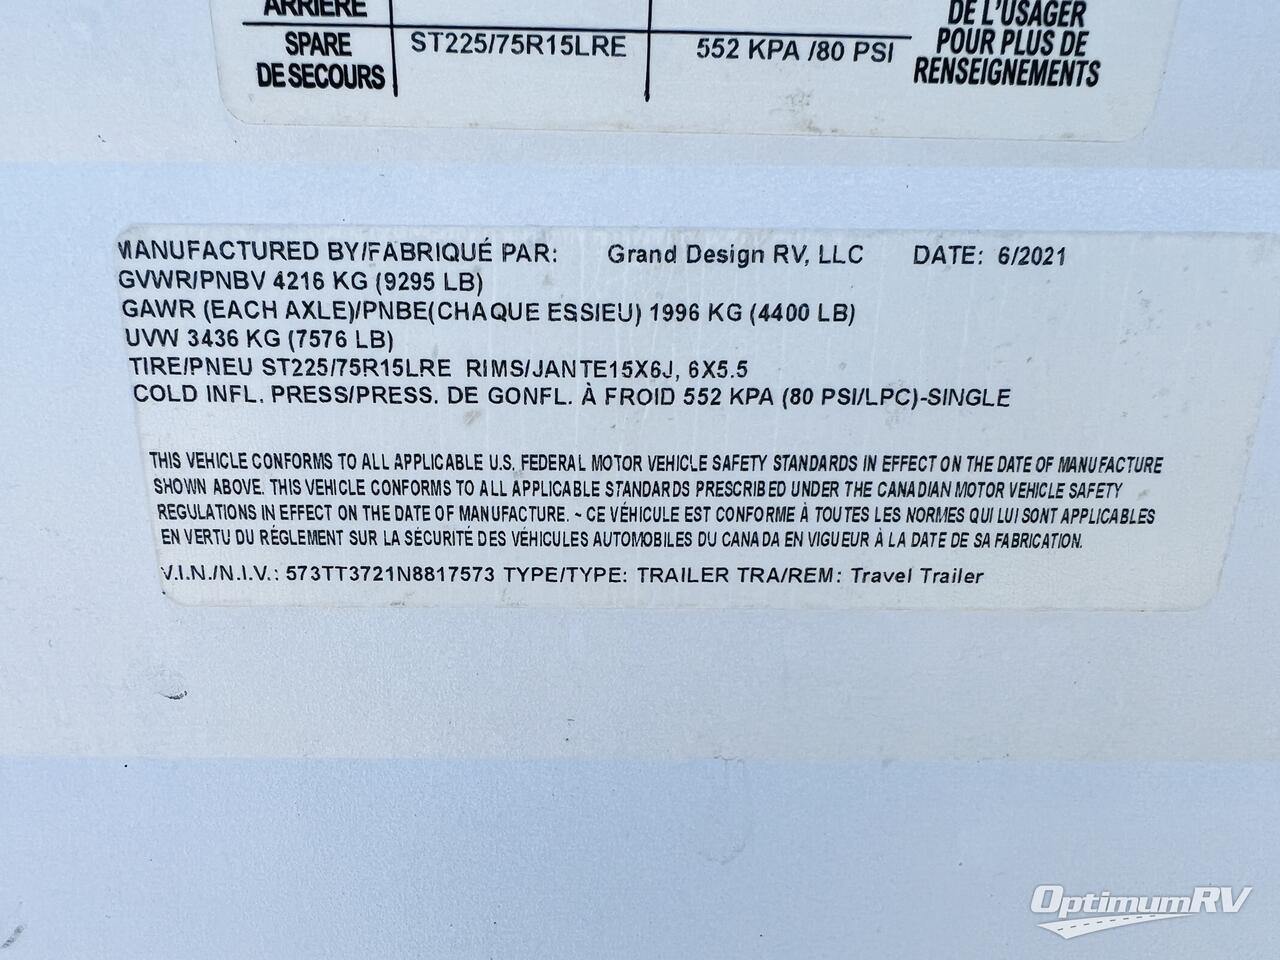 ARRIÈRE
DE L'USAGER
SPARE ST225/75R15LRE 552 KPA /80 PSI POUR PLUS DE
DE SECOURS RENSEIGNEMENTS
MANUFACTURED BY/FABRIQUÉ PAR: Grand Design RV, LLC DATE: 6/2021
GVWR/PNBV 4216 KG (9295 LB)
GAWR (EACH AXLE)/PNBE(CHAQUE ESSIEU) 1996 KG (4400 LB)
UVW 3436 KG (7576 LB)
TIRE/PNEU ST225/75R15LRE RIMS/JANTE15X6J, 6X5.5
COLD INFL. PRESS/PRESS. DE GONFL. À FROID 552 KPA (80 PSI/LPC)-SINGLE
THIS VEHICLE CONFORMS TO ALL APPLICABLE U.S. FEDERAL MOTOR VEHICLE SAFETY STANDARDS IN EFFECT ON THE DATE OF MANUFACTURE
SHOWN ABOVE. THIS VEHICLE CONFORMS TO ALL APPLICABLE STANDARDS PRESCRIBED UNDER THE CANADIAN MOTOR VEHICLE SAFETY
REGULATIONS IN EFFECT ON THE DATE OF MANUFACTURE. ~ CE VÉHICULE EST CONFORME À TOUTES LES NORMES QUI LUI SONT APPLICABLES
EN VERTU DU RÉGLEMENT SUR LA SÉCURITÉ DES VÉHICULES AUTOMOBILES DU CANADA EN VIGUEUR À LA DATE DE SA FABRICATION.
V.I.N./N.I.V.: 573TT3721N8817573 TYPE/TYPE: TRAILER TRA/REM: Travel Trailer
OptimumRV